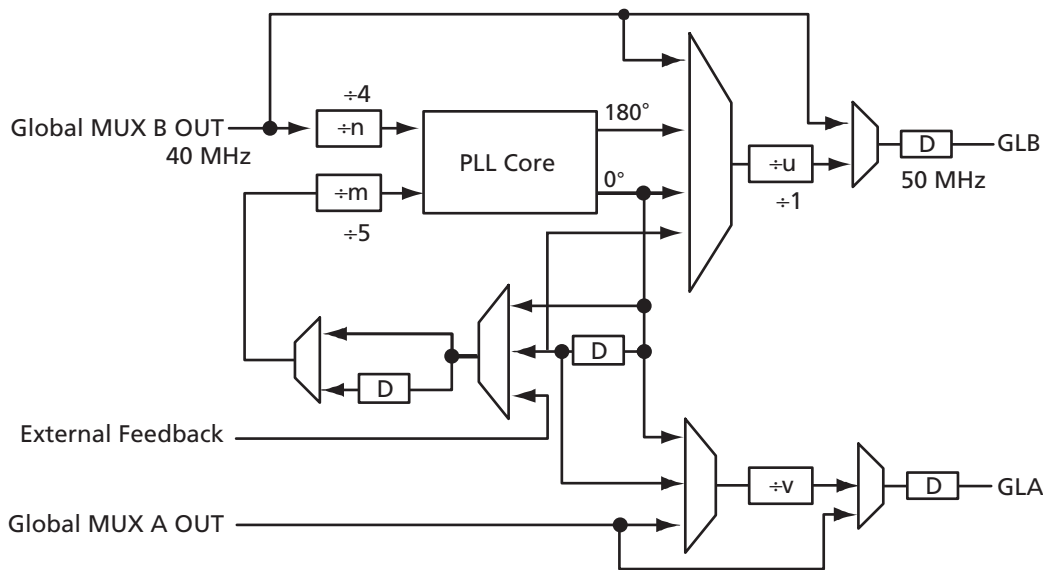 ÷4
Global MUX B OUT
÷n
180°
40 MHz
PLL Core
÷m
0°
÷5
÷u
÷1
D
GLB
50 MHz
D
D
External Feedback
÷v
D
GLA
Global MUX A OUT